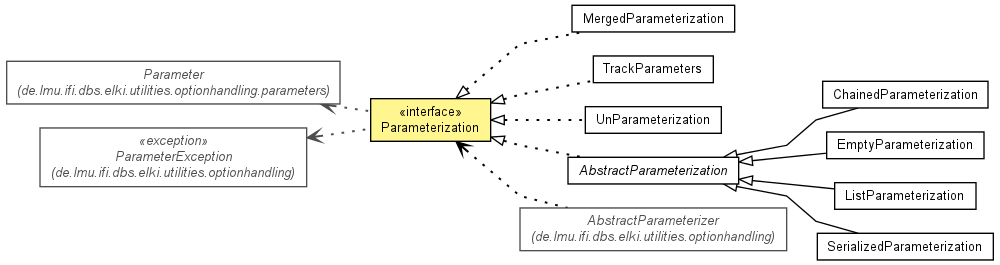 MergedParameterization
Parameter
(de.lmu.ifi.dbs.elki.utilities.optionhandling.parameters)
TrackParameters
ChainedParameterization
«interface»
Parameterization
UnParameterization
«exception»
ParameterException
(de.lmu.ifi.dbs.elki.utilities.optionhandling)
EmptyParameterization
AbstractParameterization
ListParameterization
AbstractParameterizer
(de.lmu.ifi.dbs.elki.utilities.optionhandling)
SerializedParameterization